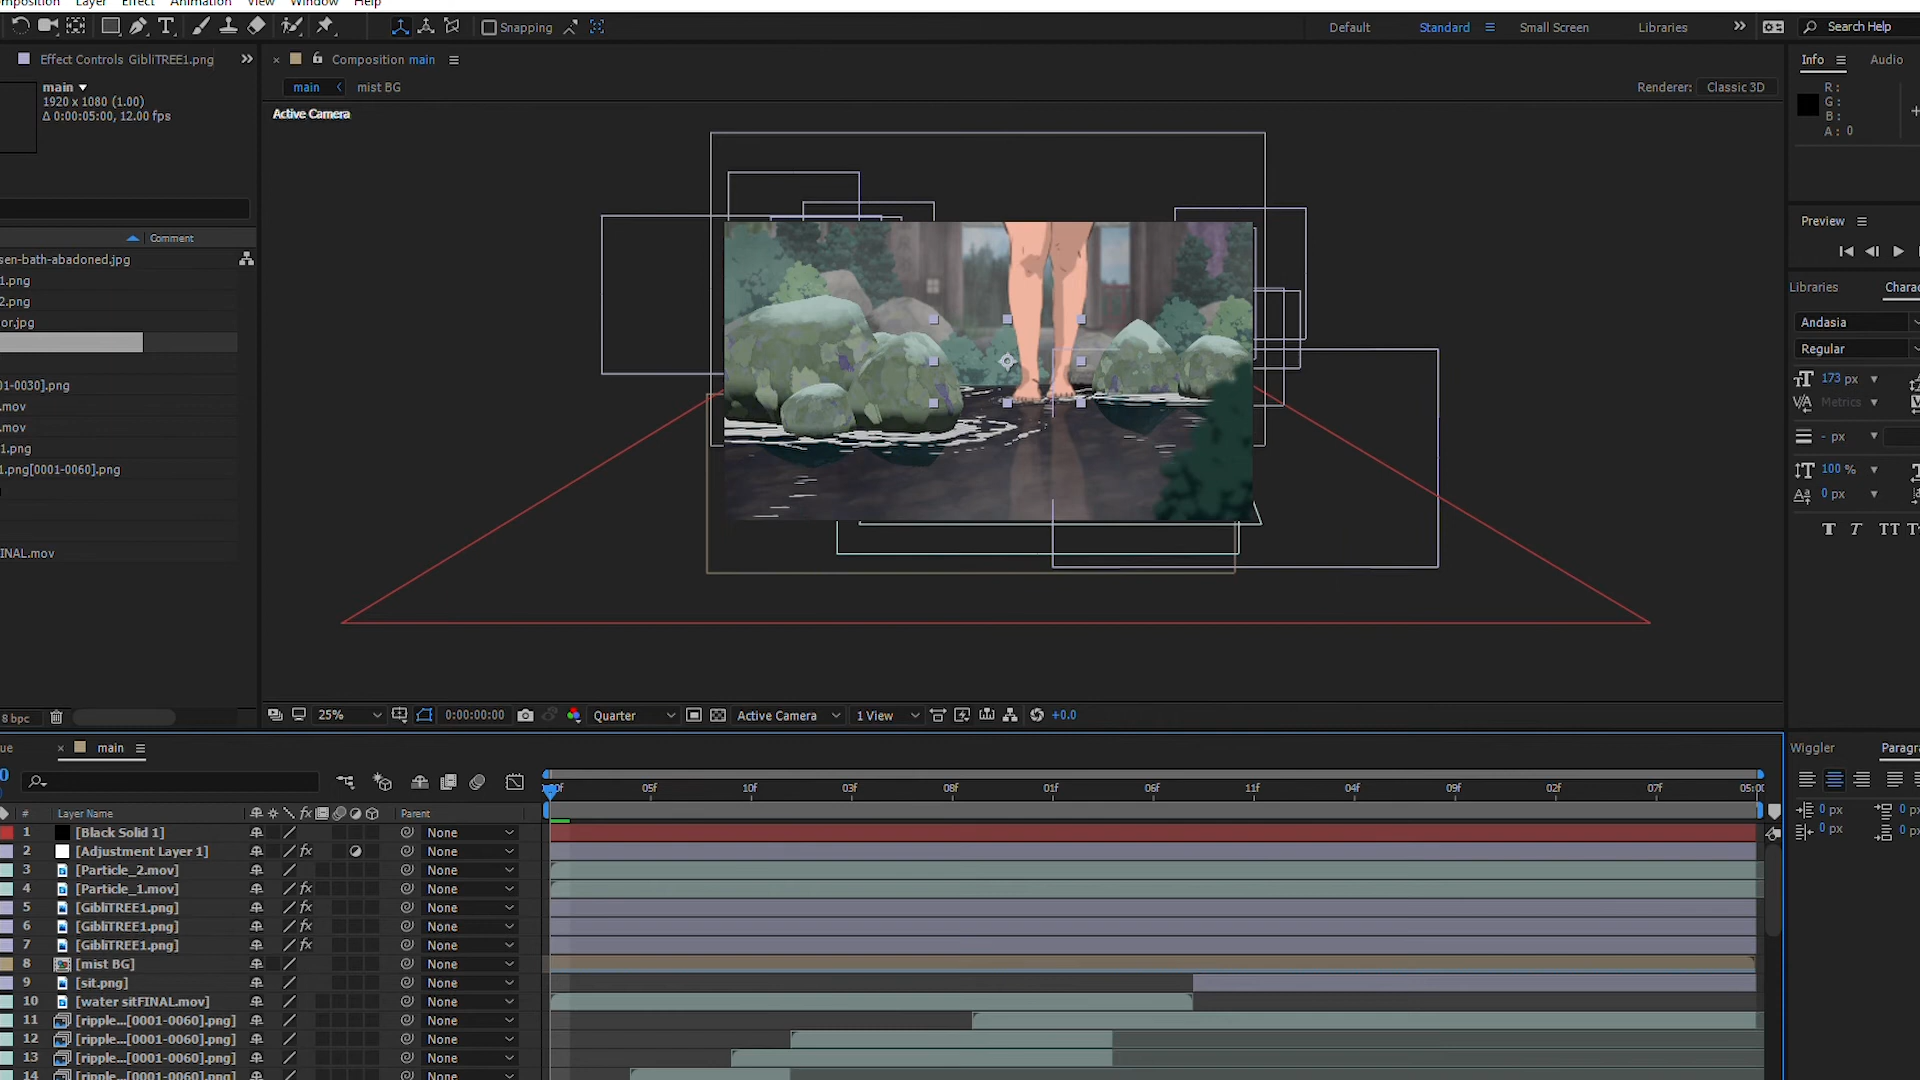 mposition Layer Effect Animation View Window Help
Snapping Default Standard Small Screen Libraries Search Help
Effect Controls GibliTREE1.png
Composition main
Info Audio
main
1920 x 1080 (1.00)
Δ 0:00:05:00, 12.00 fps
main mist BG
Renderer: Classic 3D
R:
G:
B:
A: 0
Active Camera
Preview
Comment
sen-bath-abadoned.jpg
1.png
2.png
or.jpg
01-0030].png
.mov
.mov
1.png
1.png[0001-0060].png
INAL.mov
Libraries Charac
Andasia
Regular
173 px
Metrics
- px
100 %
0 px
T T TT
8 bpc
25% 0:00:00:00 Quarter Active Camera 1 View +0.0
ue main
Wiggler Paragra
0
:00f 05f 10f 03f 08f 01f 06f 11f 04f 09f 02f 07f 05:00
# Layer Name fx Parent
0 px 0 p
0 px 0 p
1 [Black Solid 1] None
2 [Adjustment Layer 1] fx None
3 [Particle_2.mov] None
4 [Particle_1.mov] fx None
5 [GibliTREE1.png] fx None
6 [GibliTREE1.png] fx None
7 [GibliTREE1.png] fx None
8 [mist BG] None
9 [sit.png] None
10 [water sitFINAL.mov] None
11 [ripple...[0001-0060].png] None
12 [ripple...[0001-0060].png] None
13 [ripple...[0001-0060].png] None
14 [ripple...[0001-0060].png] None